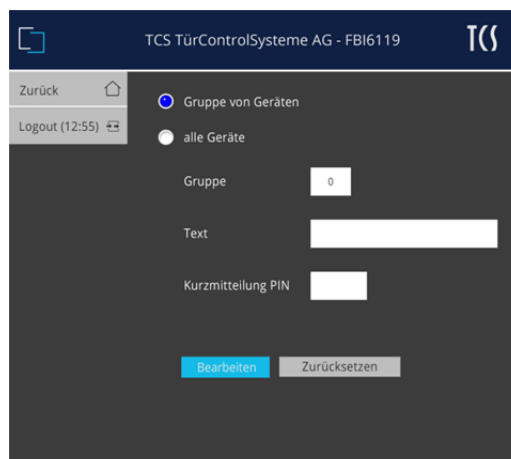 TCS TürControlSysteme AG - FBI6119
TCS
Zurück
Logout (12:55)
Gruppe von Geräten
alle Geräte
Gruppe
0
Text
Kurzmitteilung PIN
Bearbeiten
Zurücksetzen